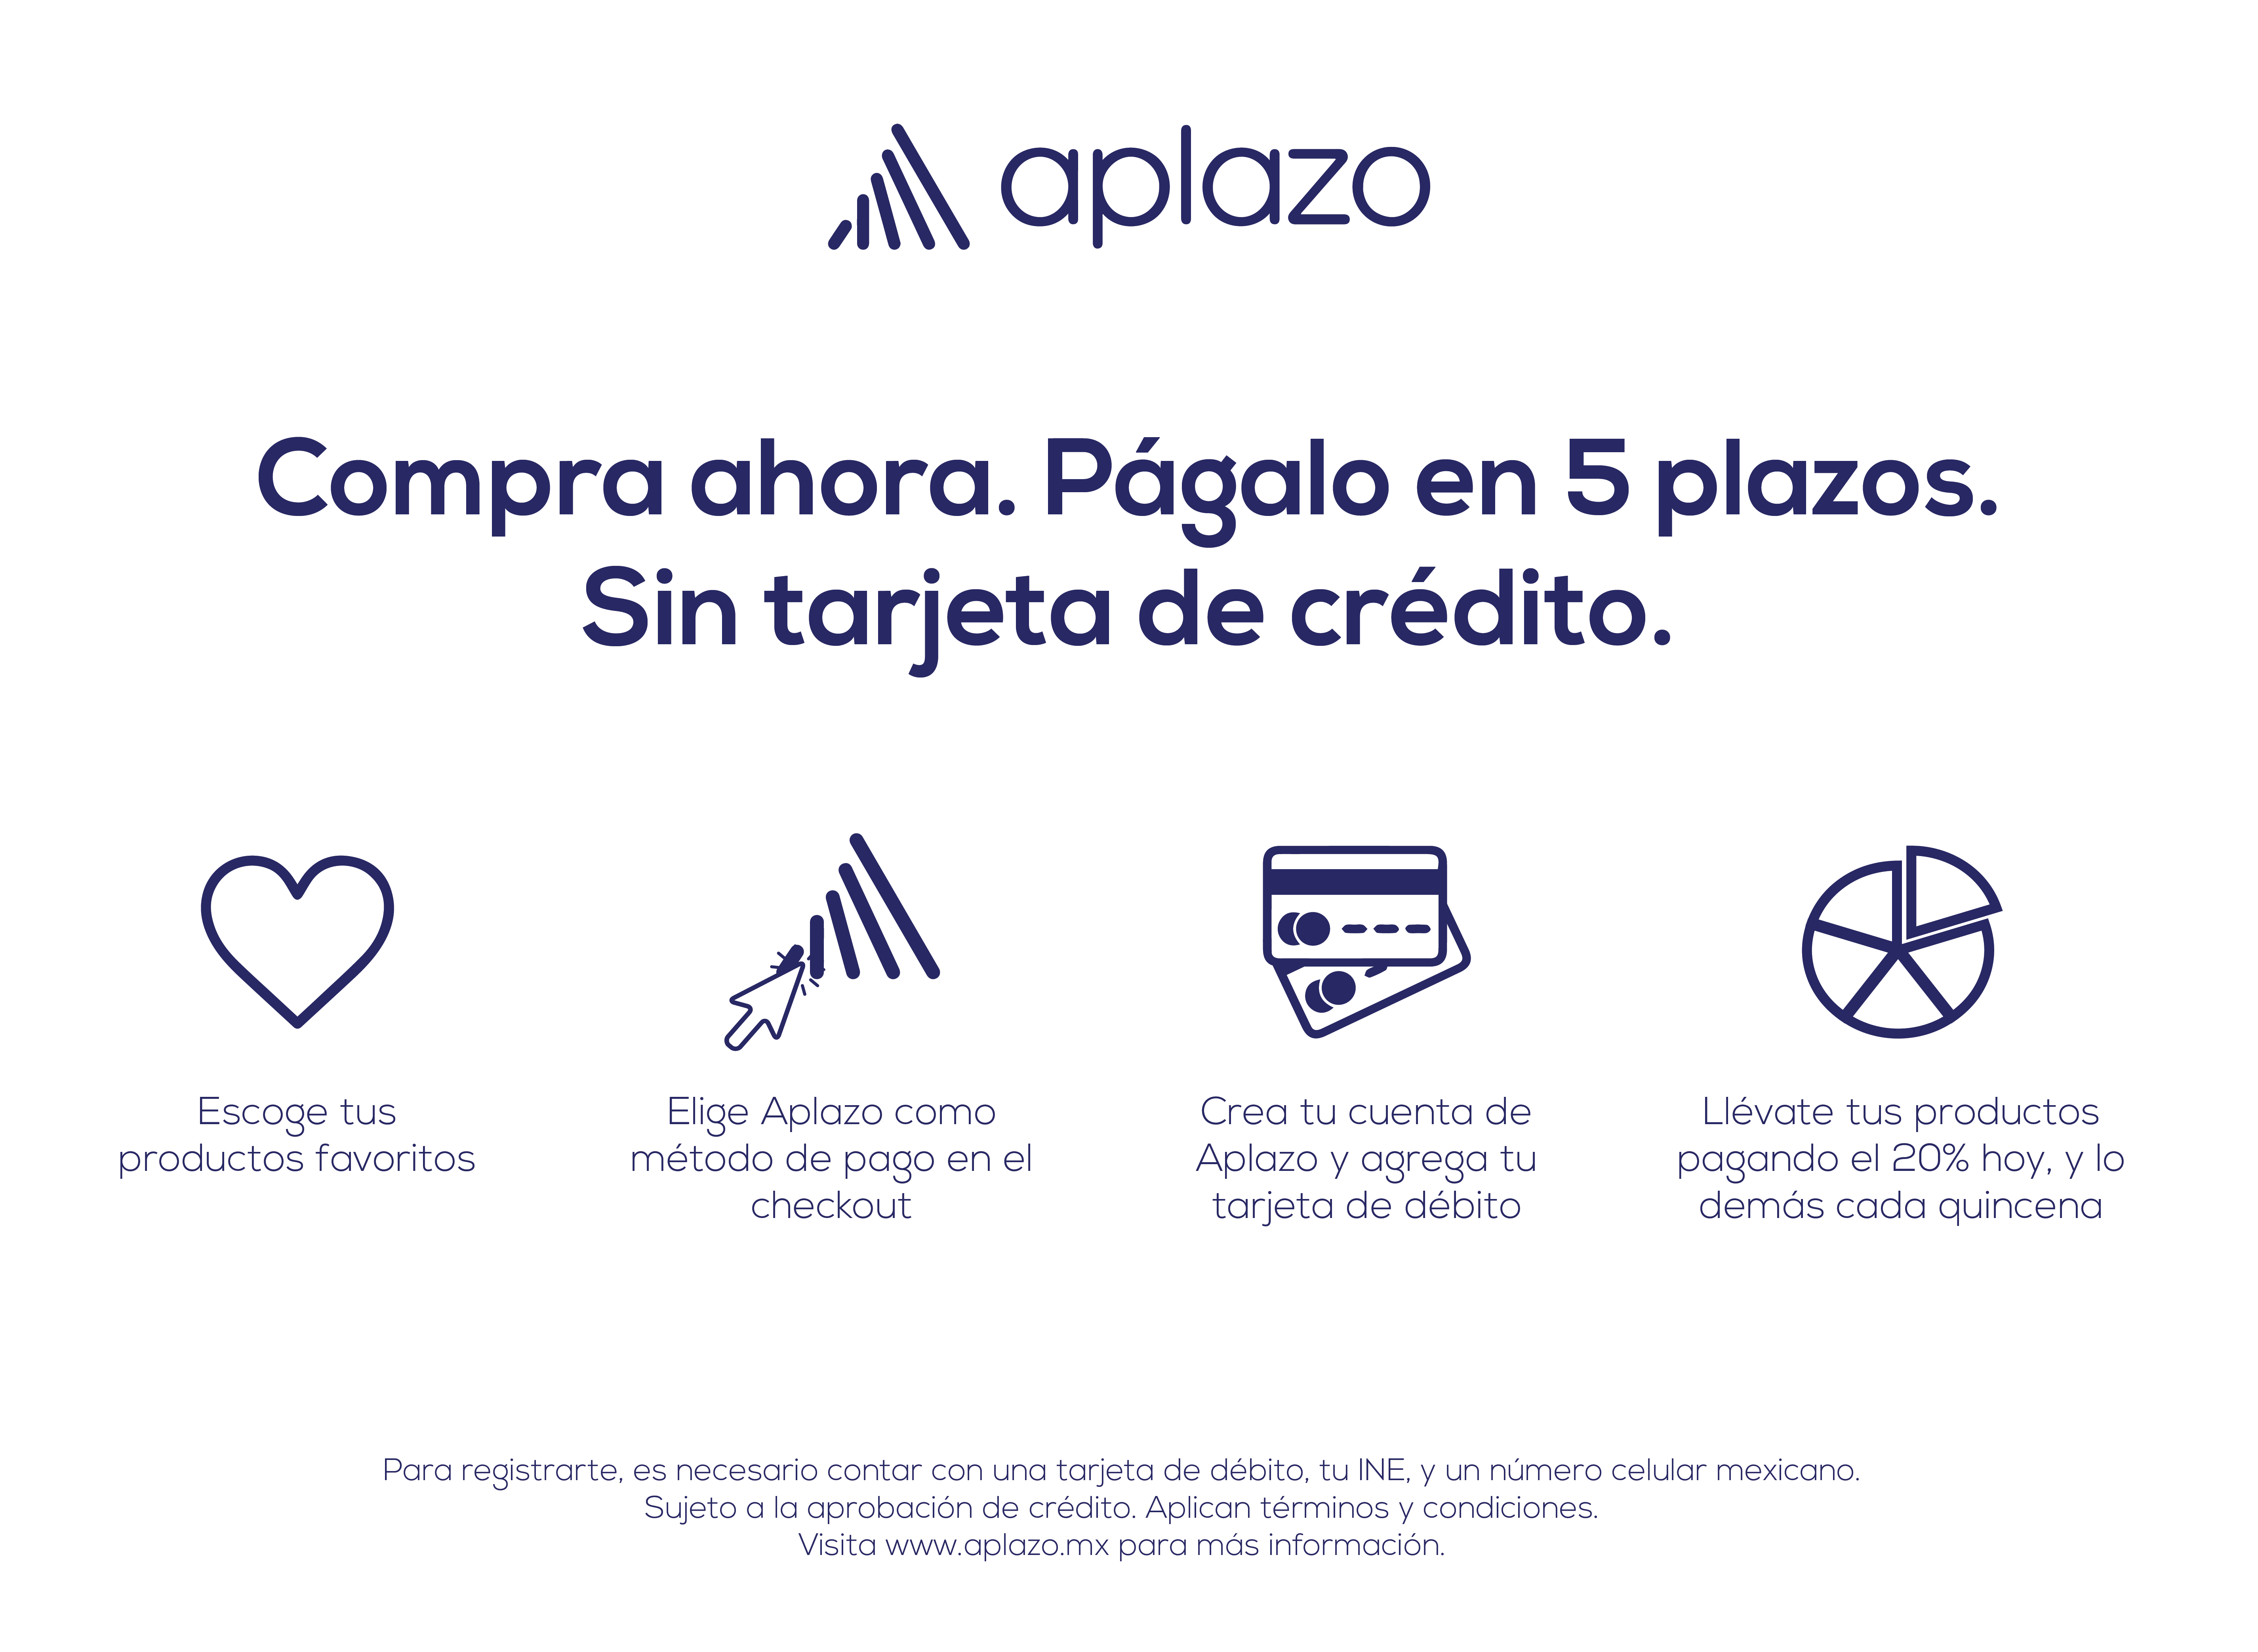 aplazo
Compra ahora. Págalo en 5 plazos.
Sin tarjeta de crédito.
Escoge tus
productos favoritos
Elige Aplazo como
método de pago en el
checkout
Crea tu cuenta de
Aplazo y agrega tu
tarjeta de débito
Llévate tus productos
pagando el 20% hoy, y lo
demás cada quincena
Para registrarte, es necesario contar con una tarjeta de débito, tu INE, y un número celular mexicano.
Sujeto a la aprobación de crédito. Aplican términos y condiciones.
Visita www.aplazo.mx para más información.